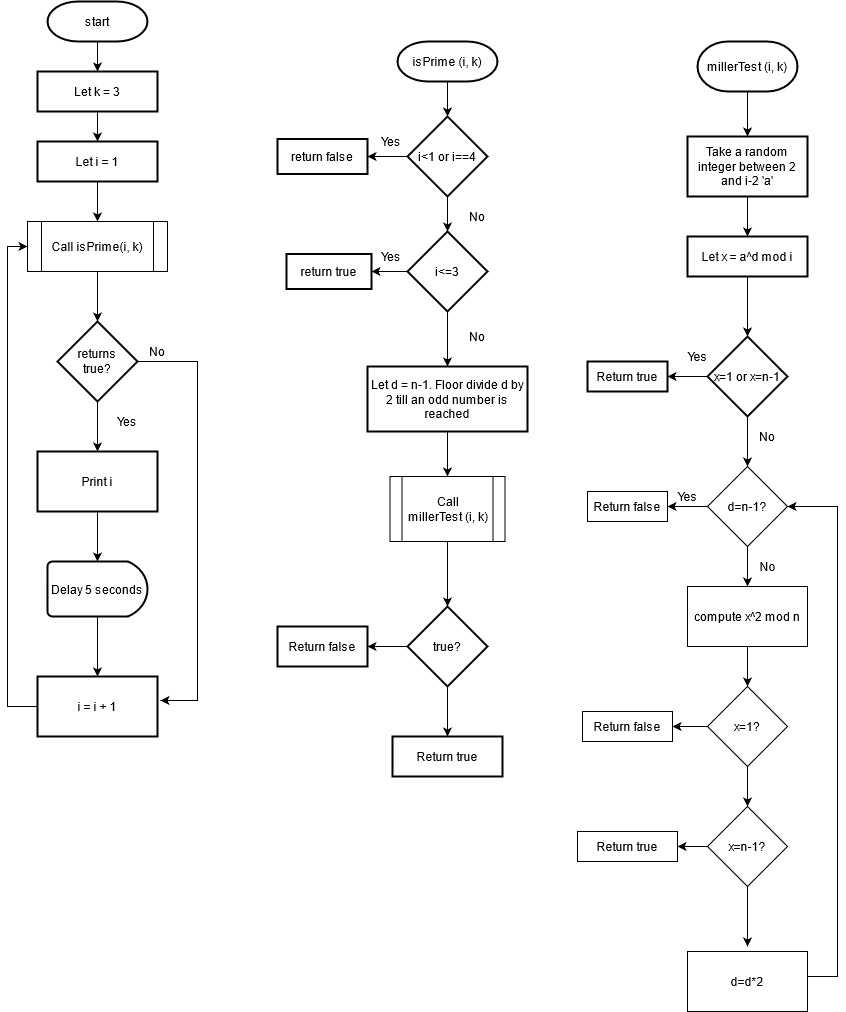 start
Let k = 3
Let i = 1
Call isPrime(i, k)
returns
true?
No
Yes
Print i
Delay 5 seconds
i = i + 1
isPrime (i, k)
i<1 or i==4
Yes
return false
No
i<=3
Yes
return true
No
Let d = n-1. Floor divide d by
2 till an odd number is
reached
Call
millerTest (i, k)
true?
Return false
Return true
millerTest (i, k)
Take a random
integer between 2
and i-2 'a'
Let x = a^d mod i
x=1 or x=n-1
Yes
Return true
No
d=n-1?
Yes
Return false
No
compute x^2 mod n
x=1?
Return false
x=n-1?
Return true
d=d*2